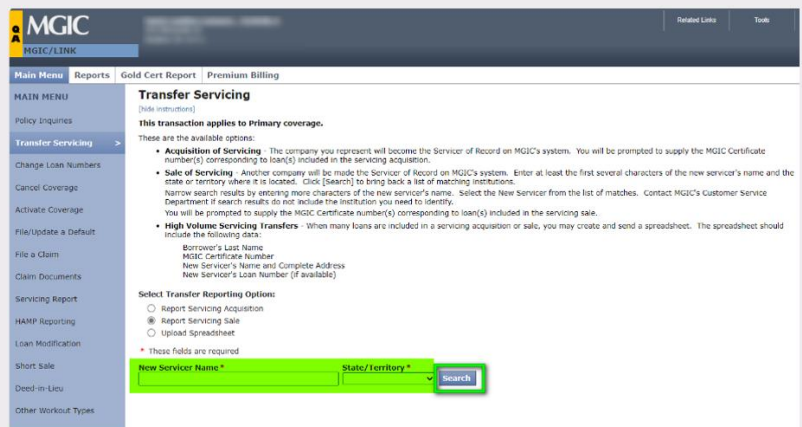 QA
MGIC
MGIC/LINK
Related Links Tools
Main Menu Reports Gold Cert Report Premium Billing
MAIN MENU
Policy Inquiries
Transfer Servicing >
Change Loan Numbers
Cancel Coverage
Activate Coverage
File/Update a Default
File a Claim
Claim Documents
Servicing Report
HAMP Reporting
Loan Modification
Short Sale
Deed-in-Lieu
Other Workout Types
Transfer Servicing
[Hide Instructions]
This transaction applies to Primary coverage.
These are the available options:
• Acquisition of Servicing - The company you represent will become the Servicer of Record on MGIC's system. You will be prompted to supply the MGIC Certificate
number(s) corresponding to loan(s) included in the servicing acquisition.
• Sale of Servicing - Another company will be made the Servicer of Record on MGIC's system. Enter at least the first several characters of the new servicer's name and the
state or territory where it is located. Click [Search] to bring back a list of matching institutions.
Narrow search results by entering more characters of the new servicer's name. Select the New Servicer from the list of matches. Contact MGIC's Customer Service
Department if search results do not include the institution you need to identify.
You will be prompted to supply the MGIC Certificate number(s) corresponding to loan(s) included in the servicing sale.
• High Volume Servicing Transfers - When many loans are included in a servicing acquisition or sale, you may create and send a spreadsheet. The spreadsheet should
include the following data:
Borrower's Last Name
MGIC Certificate Number
New Servicer's Name and Complete Address
New Servicer's Loan Number (if available)
Select Transfer Reporting Option:
Report Servicing Acquisition
Report Servicing Sale
Upload Spreadsheet
* These fields are required
New Servicer Name * State/Territory *
Search